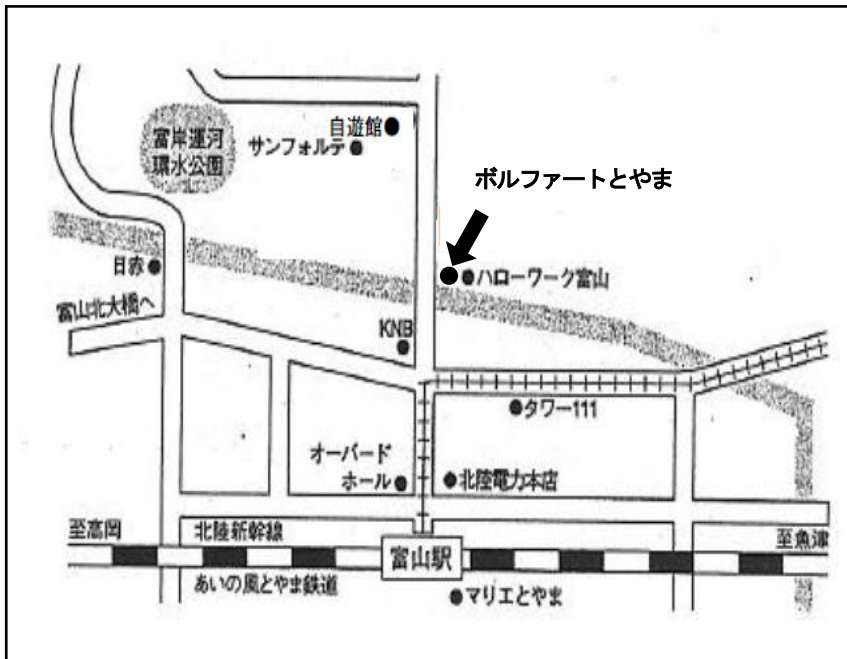 自遊館
富岸運河
環水公園
サンフォルテ
ボルファートとやま
日赤
ハローワーク富山
富山北大橋へ
KNB
タワー111
オーバード
ホール
北陸電力本店
至高岡
北陸新幹線
至魚津
富山駅
あいの風とやま鉄道
マリエとやま